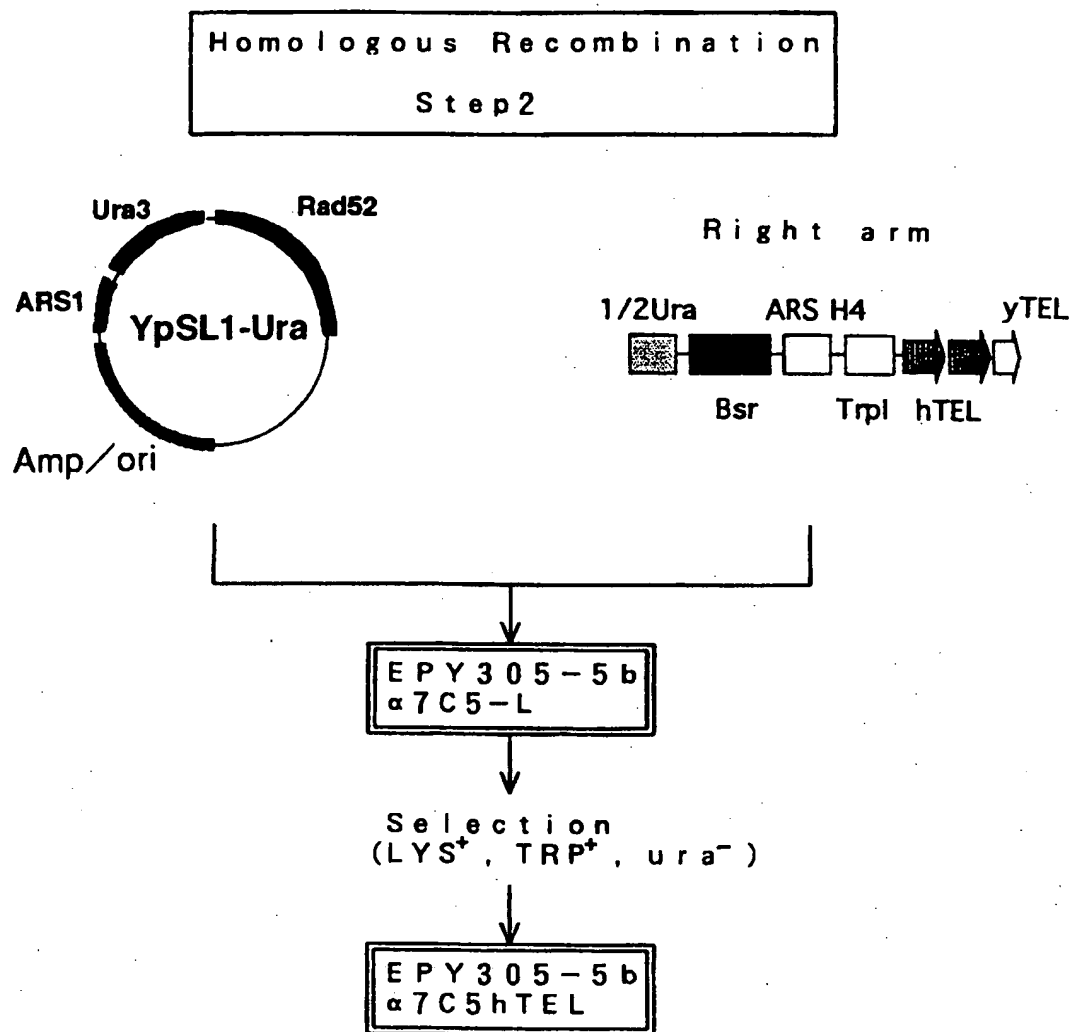 Homologous Recombination
Step2
Ura3
Rad52
ARS1
YpSL1-Ura
Amp/ori
Right arm
1/2Ura
ARS H4
yTEL
Bsr
TrpI
hTEL
EPY305-5b
α7C5-L
Selection
(LYS⁺, TRP⁺, ura⁻)
EPY305-5b
α7C5hTEL